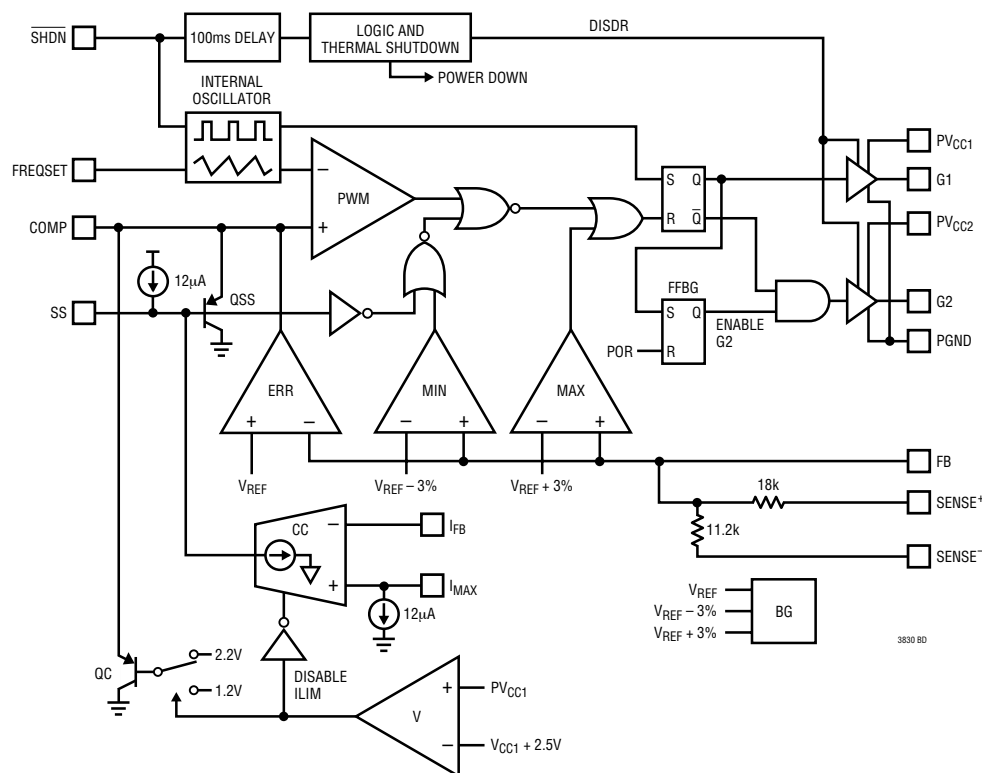 SHDN
100ms DELAY
LOGIC AND
THERMAL SHUTDOWN
DISDR
POWER DOWN
INTERNAL
OSCILLATOR
FREQSET
PWM
−
+
COMP
SS
12µA
QSS
S Q
R Q
PVCC1
G1
PVCC2
G2
PGND
FFBG
S Q
R
POR
ENABLE
G2
ERR
+ −
MIN
− +
MAX
− +
VREF
VREF – 3%
VREF + 3%
FB
18k
SENSE+
11.2k
SENSE−
CC
−
+
IFB
IMAX
12µA
VREF
VREF – 3%
VREF + 3%
BG
3830 BD
QC
2.2V
1.2V
DISABLE
ILIM
V
+
−
PVCC1
VCC1 + 2.5V